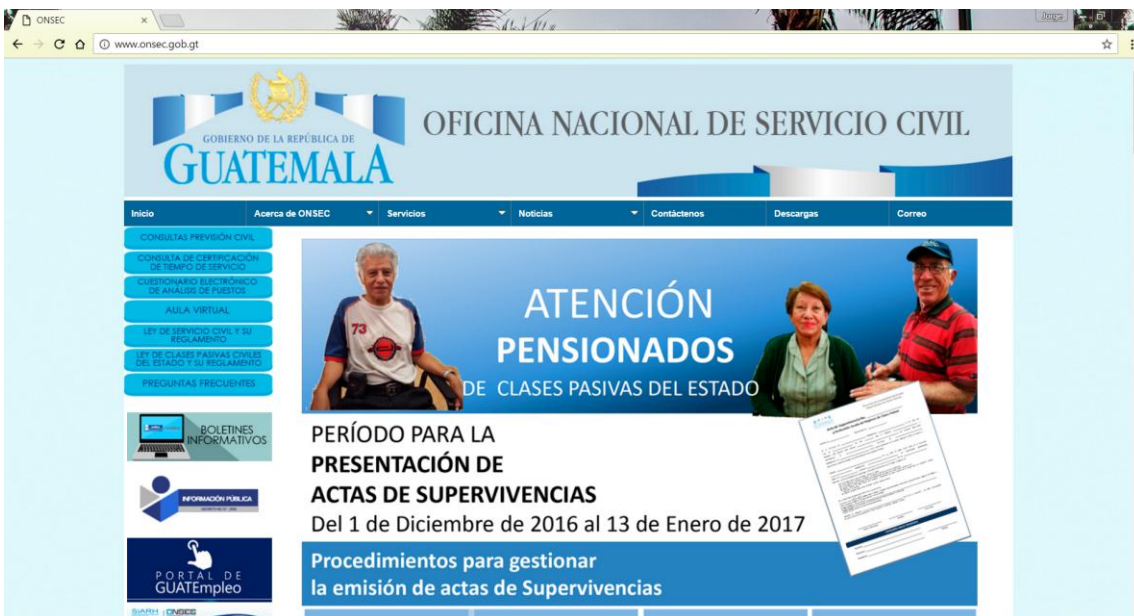 ONSEC
Jorge
www.onsec.gob.gt
GOBIERNO DE LA REPÚBLICA DE
GUATEMALA
OFICINA NACIONAL DE SERVICIO CIVIL
Inicio Acerca de ONSEC Servicios Noticias Contáctenos Descargas Correo
CONSULTAS PREVISIÓN CIVIL
CONSULTA DE CERTIFICACIÓN
DE TIEMPO DE SERVICIO
CUESTIONARIO ELECTRÓNICO
DE ANÁLISIS DE PUESTOS
AULA VIRTUAL
LEY DE SERVICIO CIVIL Y SU
REGLAMENTO
LEY DE CLASES PASIVAS CIVILES
DEL ESTADO Y SU REGLAMENTO
PREGUNTAS FRECUENTES
BOLETINES
INFORMATIVOS
INFORMACIÓN PÚBLICA
PORTAL DE
GUATEmpleo
SIARH ONSEC
73
ATENCIÓN
PENSIONADOS
DE CLASES PASIVAS DEL ESTADO
PERÍODO PARA LA
PRESENTACIÓN DE
ACTAS DE SUPERVIVENCIAS
Del 1 de Diciembre de 2016 al 13 de Enero de 2017
Procedimientos para gestionar
la emisión de actas de Supervivencias